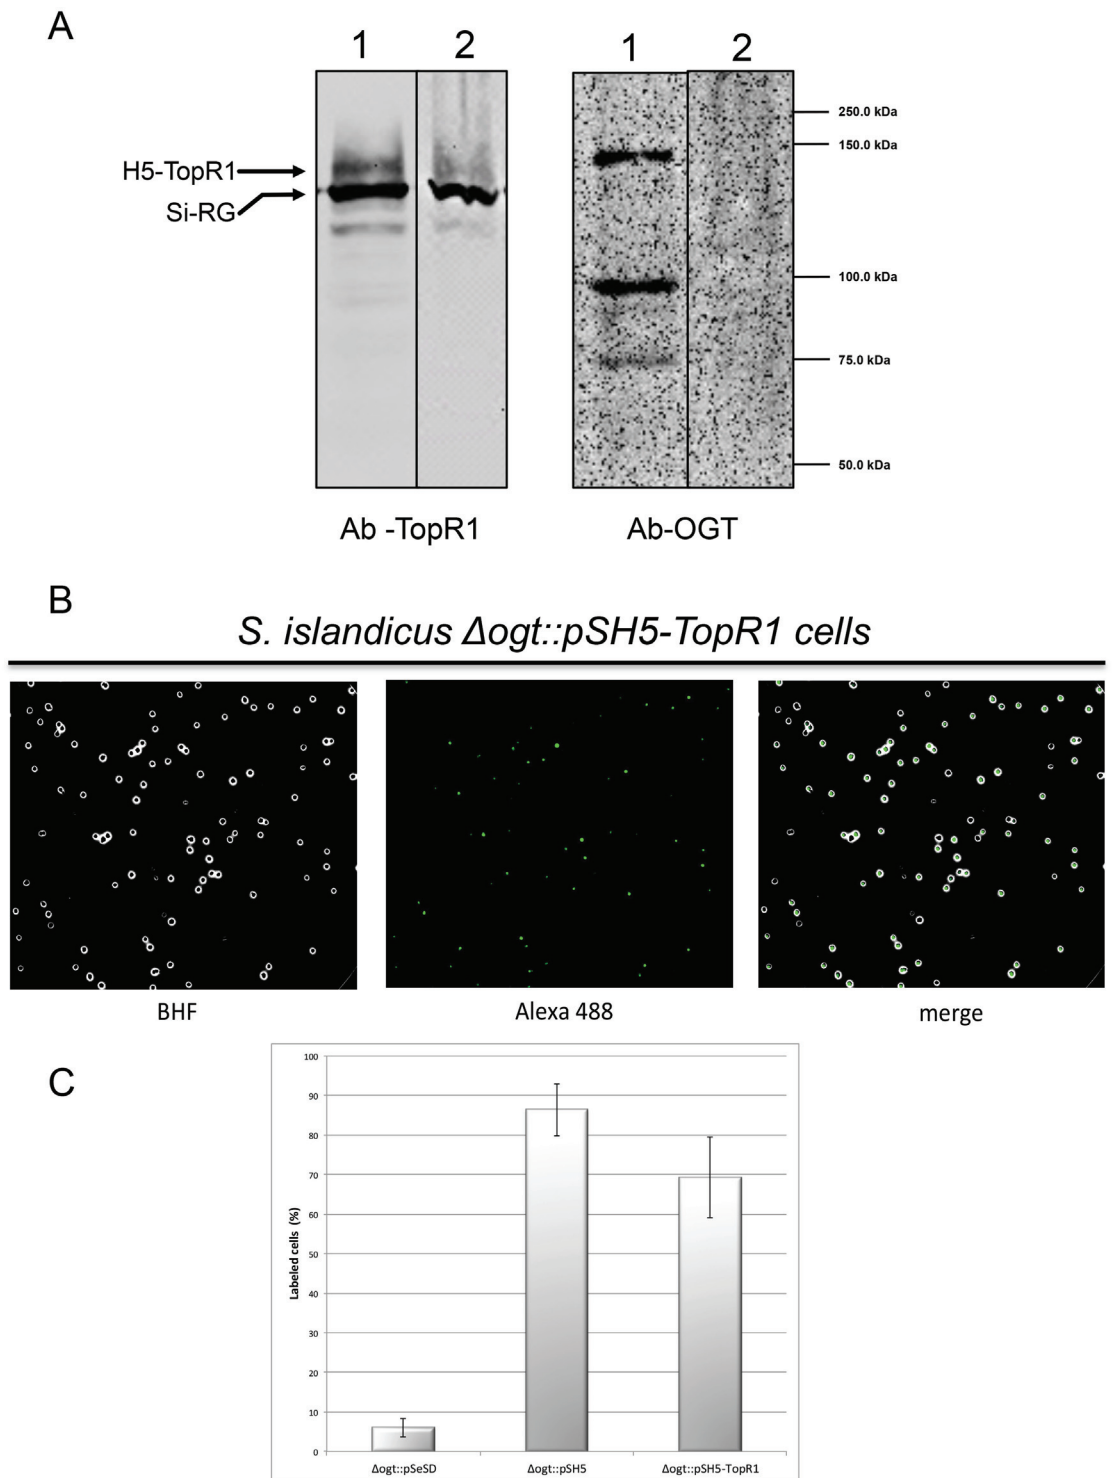 A
1 2 1 2
H5-TopR1
Si-RG
250.0 kDa
150.0 kDa
100.0 kDa
75.0 kDa
50.0 kDa
Ab -TopR1
Ab-OGT
B
S. islandicus Δogt::pSH5-TopR1 cells
BHF
Alexa 488
merge
C
Labeled cells (%)
100
90
80
70
60
50
40
30
20
10
0
Δogt::pSeSD
Δogt::pSH5
Δogt::pSH5-TopR1